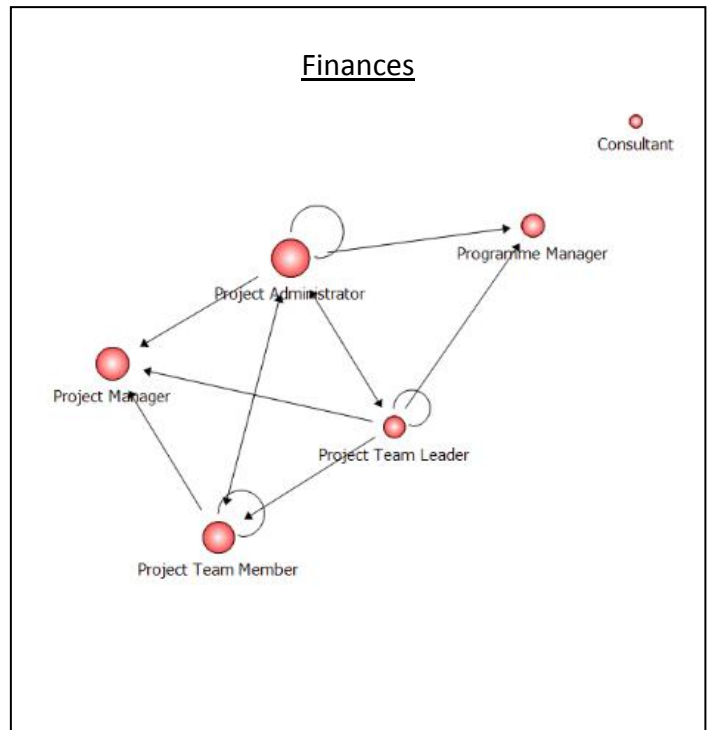 Finances
Consultant
Programme Manager
Project Administrator
Project Manager
Project Team Leader
Project Team Member